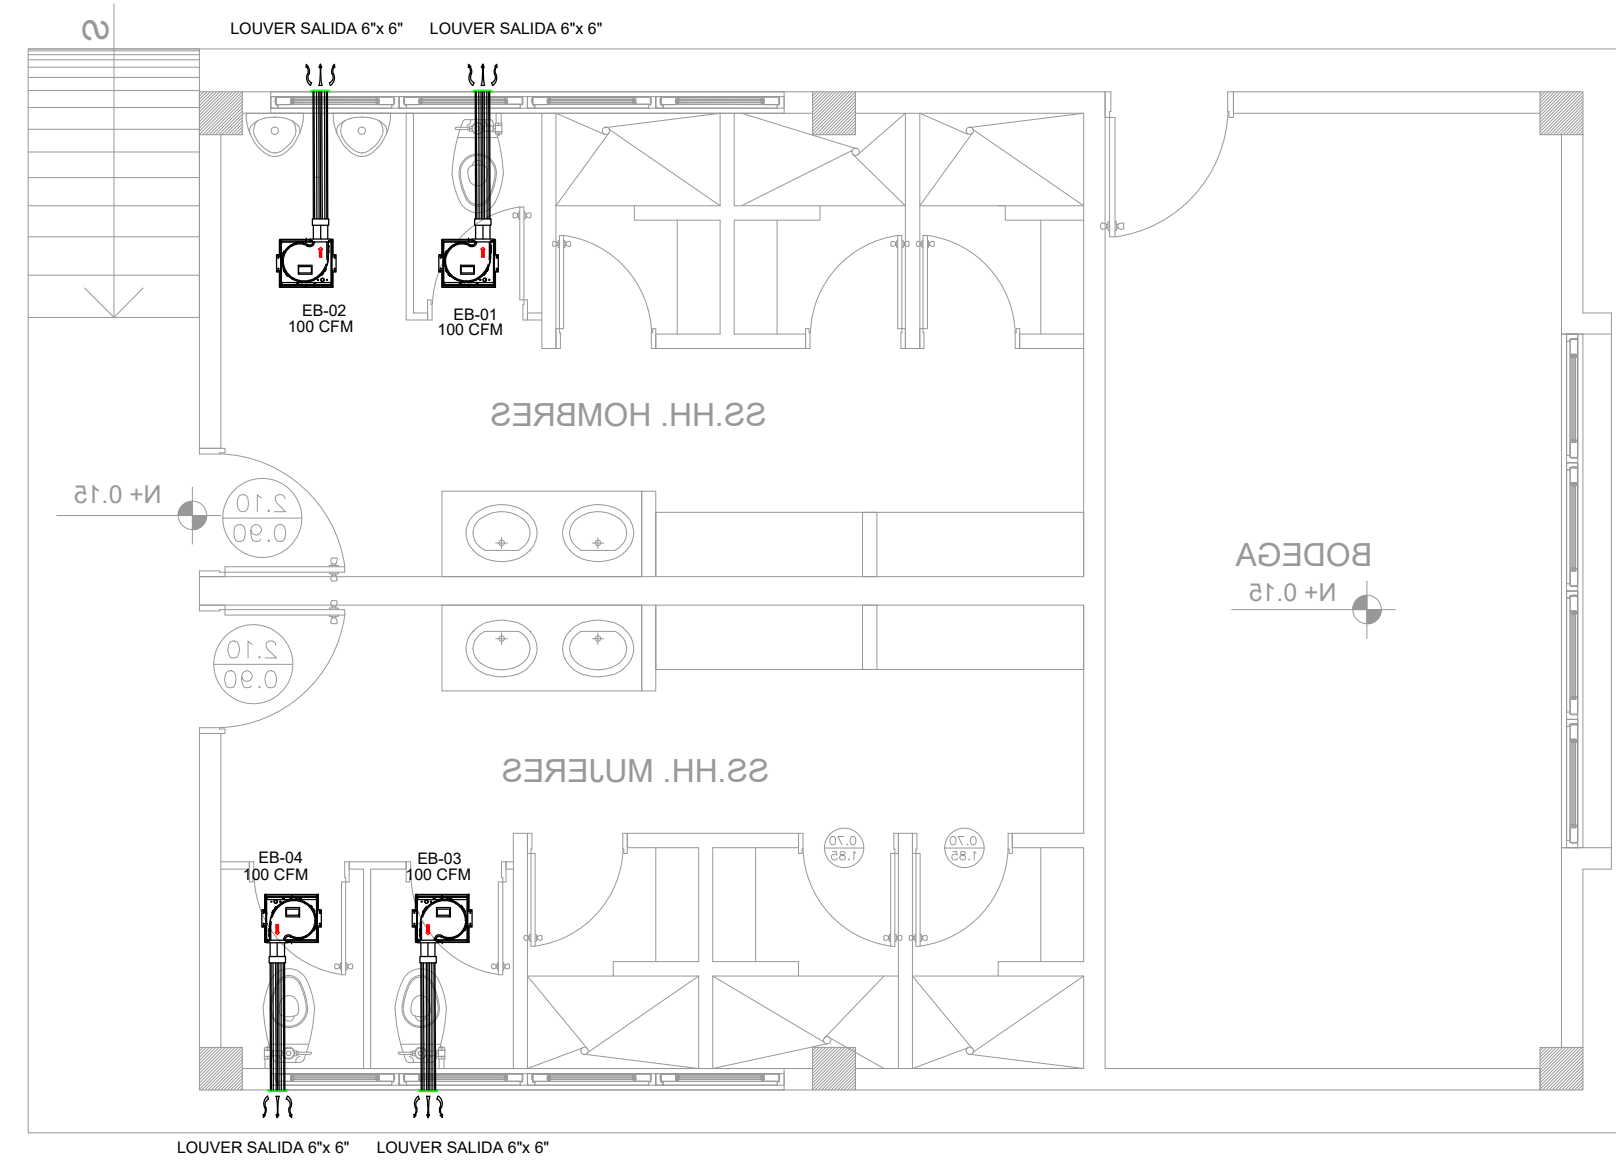 S
LOUVER SALIDA 6"x 6"
LOUVER SALIDA 6"x 6"
EB-02
100 CFM
EB-01
100 CFM
SS.HH. HOMBRES
N+ 0.15
2.10
0.90
BODEGA
N+ 0.15
2.10
0.90
SS.HH. MUJERES
0.70
1.85
0.70
1.85
EB-04
100 CFM
EB-03
100 CFM
LOUVER SALIDA 6"x 6"
LOUVER SALIDA 6"x 6"